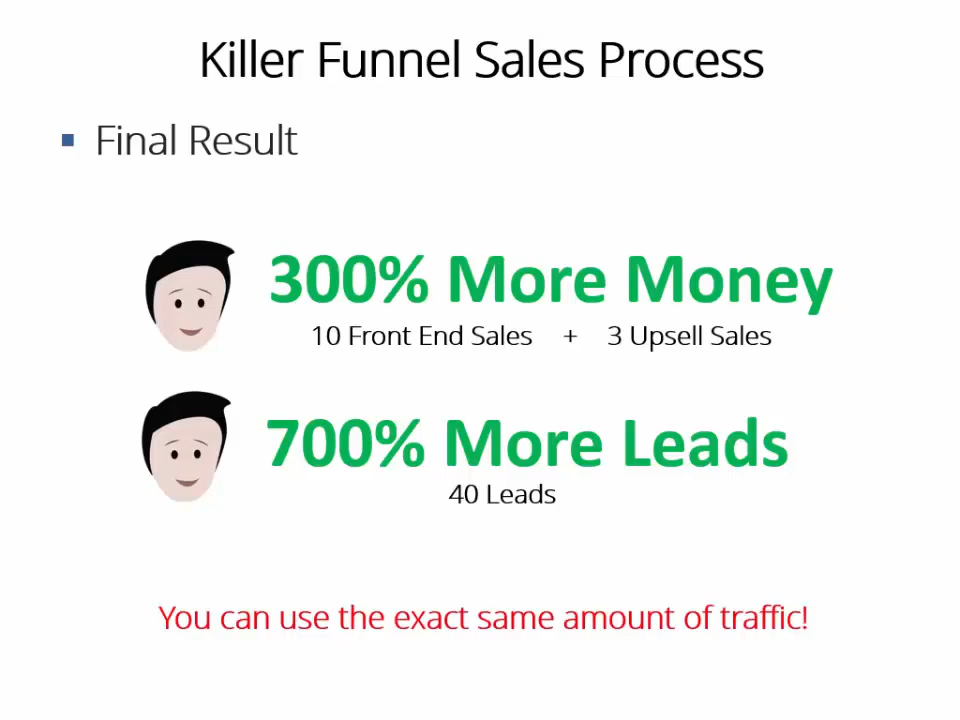 Killer Funnel Sales Process
Final Result
300% More Money
10 Front End Sales + 3 Upsell Sales
700% More Leads
40 Leads
You can use the exact same amount of traffic!